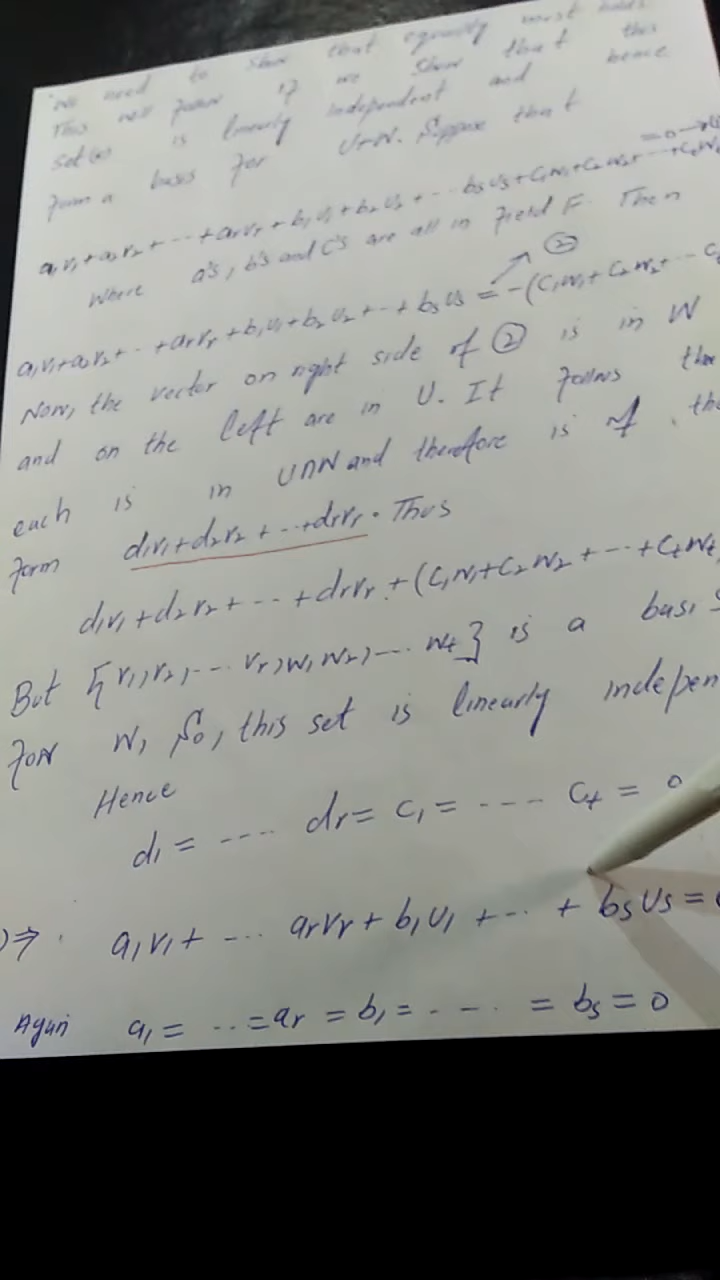 We need to show that equality must hold.
This will follow if we show that this
set(*) is linearly independent and hence
form a basis for U+W. Suppose that
a₁v₁+a₂v₂+⋯+arvr+b₁u₁+b₂u₂+⋯bsus+c₁w₁+c₂w₂+⋯+ctwt =0→①
Where a's, b's and c's are all in field F. Then
②
a₁v₁+a₂v₂+⋯+arvr+b₁u₁+b₂u₂+⋯+bsus = -(c₁w₁+c₂w₂+⋯
Now, the vector on right side of ② is in W
and on the left are in U. It follows
each is in U∩W and therefore is of
form d₁v₁+d₂v₂+⋯+drvr. Thus
d₁v₁+d₂v₂+⋯+drvr+(c₁w₁+c₂w₂+⋯+ctwt
But {v₁,v₂,⋯ vr,w₁,w₂,⋯ wt} is a basis
for W, So, this set is linearly indepen
Hence
d₁ = ---- dr = c₁ = ---- ct = 0
⇒ a₁v₁+ ⋯ arvr + b₁u₁ +⋯ + bsus =
Again a₁ = ⋯ =ar = b₁ = - - - . = bs = 0